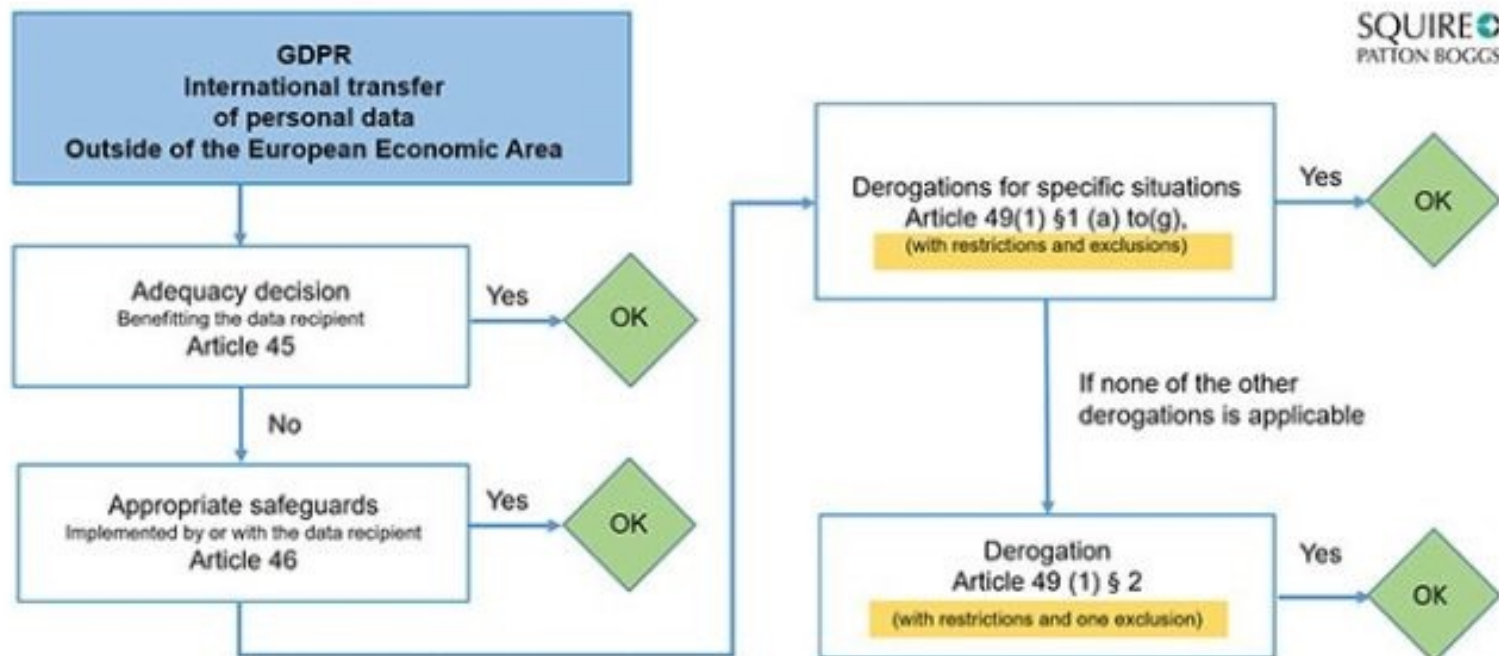 GDPR
International transfer
of personal data
Outside of the European Economic Area
Adequacy decision
Benefitting the data recipient
Article 45
Yes
OK
No
Appropriate safeguards
Implemented by or with the data recipient
Article 46
Yes
OK
SQUIRE
PATTON BOGGS
Derogations for specific situations
Article 49(1) §1 (a) to(g),
(with restrictions and exclusions)
Yes
OK
If none of the other
derogations is applicable
Derogation
Article 49 (1) § 2
(with restrictions and one exclusion)
Yes
OK